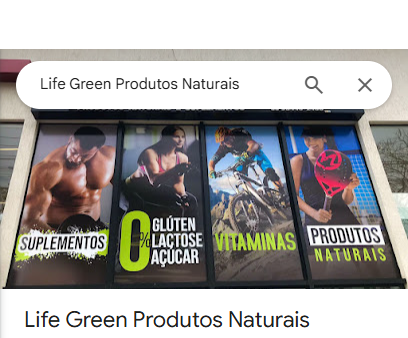 Life Green Produtos Naturais
SUPLEMENTOS
0%
GLÚTEN
LACTOSE
AÇÚCAR
VITAMINAS
PRODUTOS
NATURAIS
Life Green Produtos Naturais